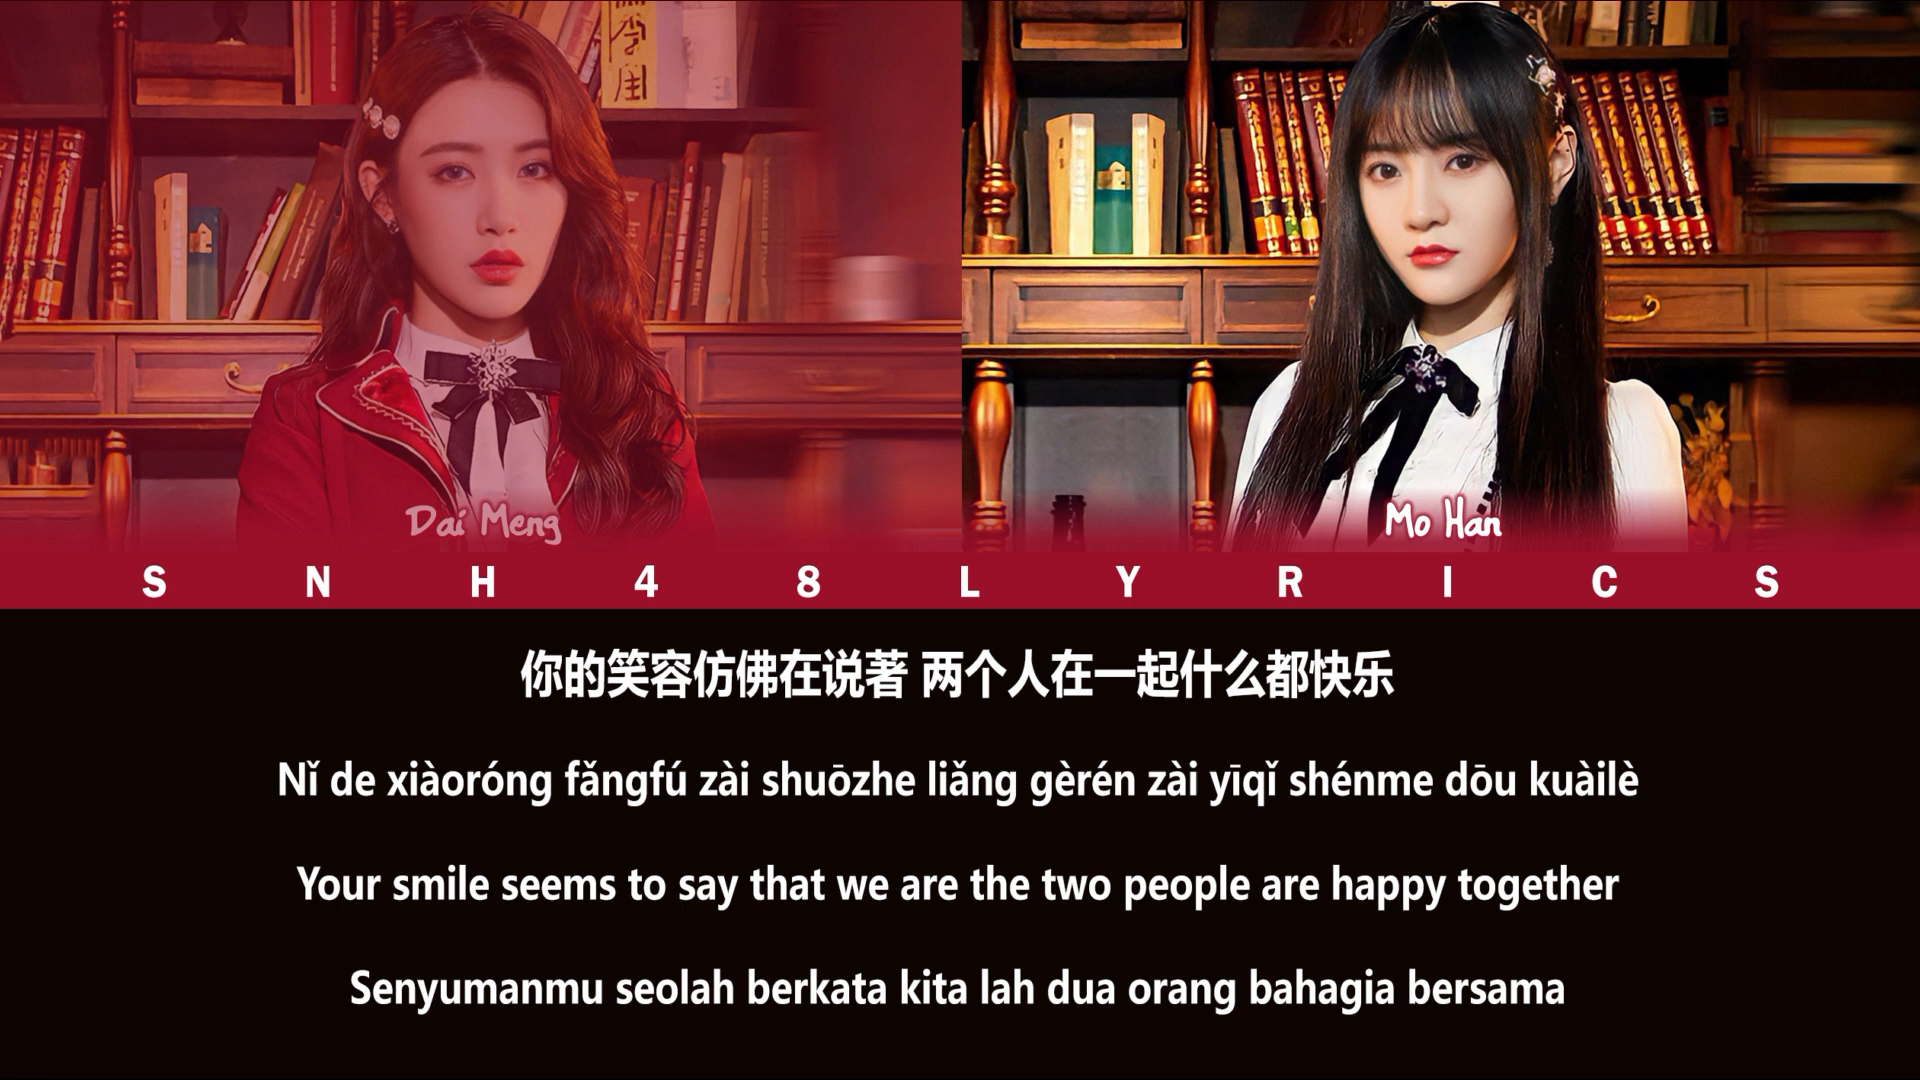 Dai Meng
Mo Han
S N H 4 8 L Y R I C S
你的笑容仿佛在说著 两个人在一起什么都快乐
Nǐ de xiàoróng fǎngfú zài shuōzhe liǎng gèrén zài yīqǐ shénme dōu kuàilè
Your smile seems to say that we are the two people are happy together
Senyumanmu seolah berkata kita lah dua orang bahagia bersama